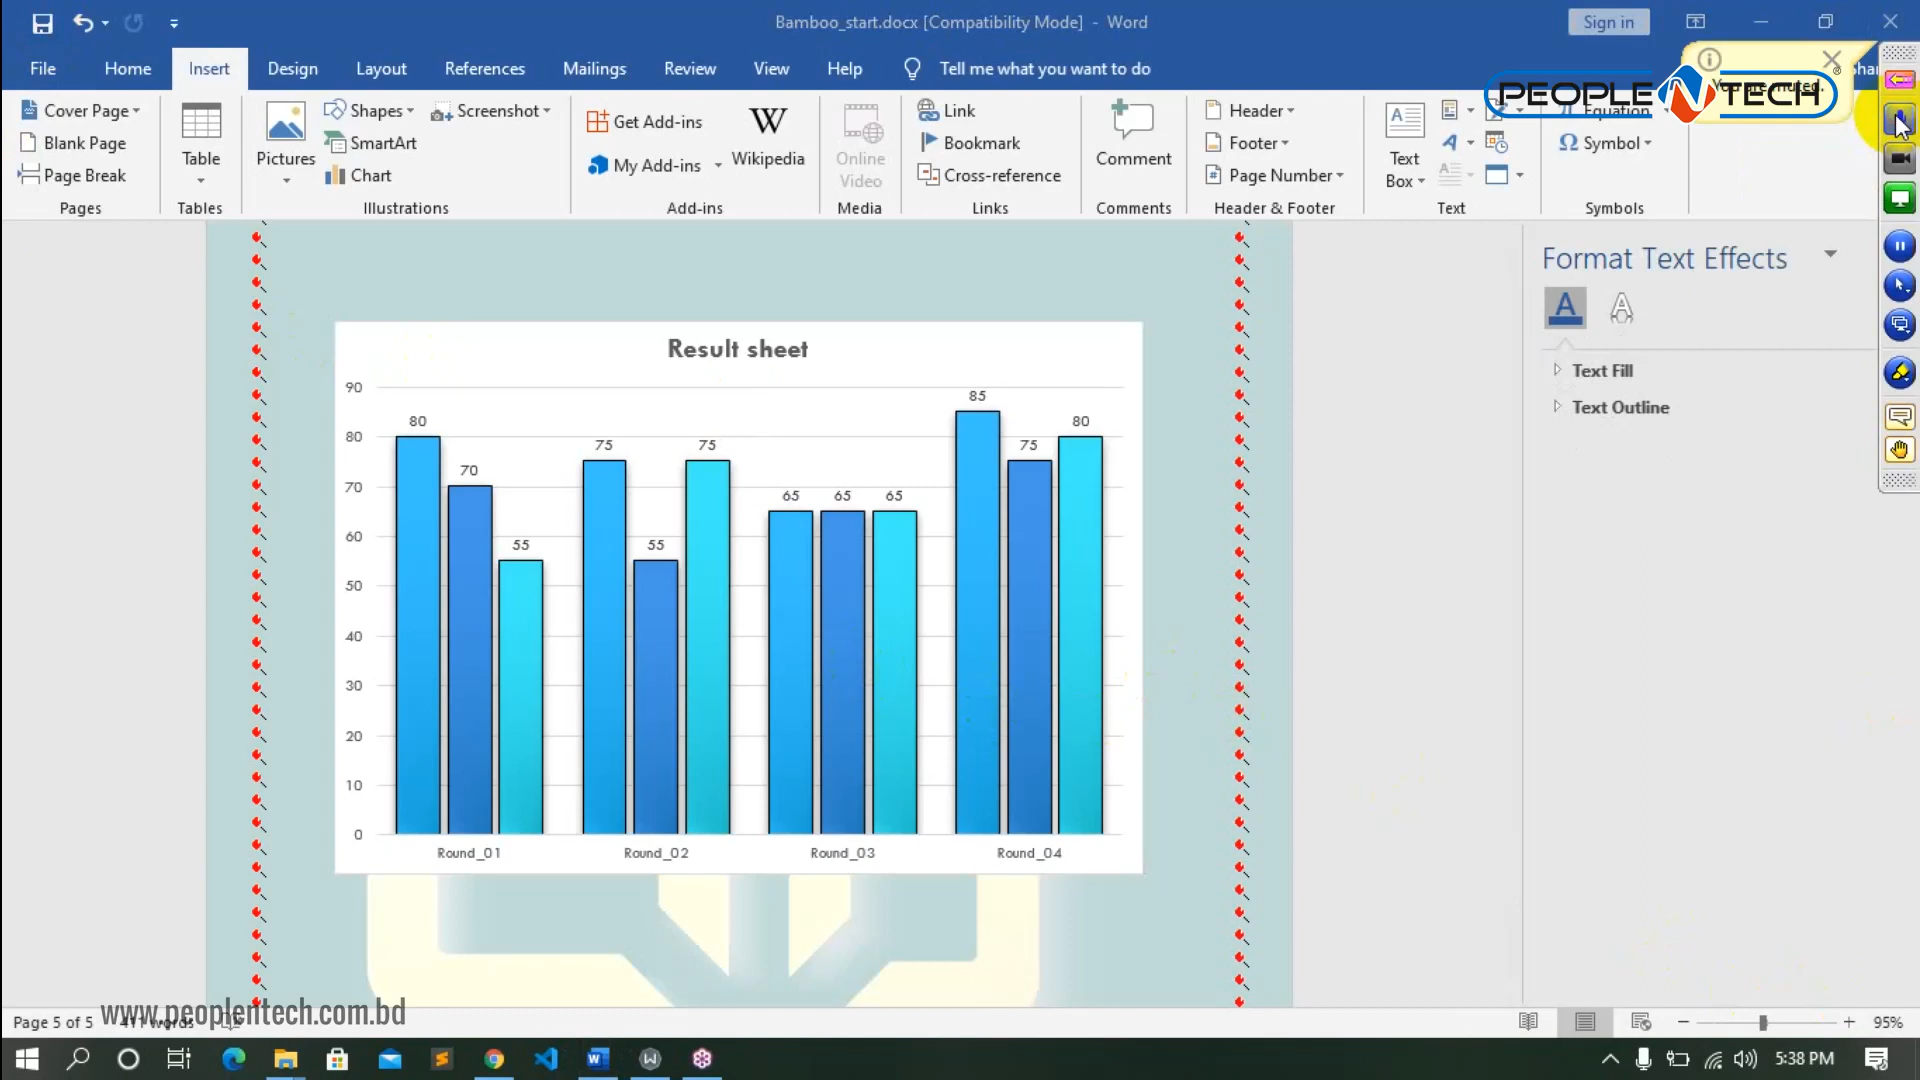 Bamboo_start.docx [Compatibility Mode] - Word
Sign in
File Home Insert Design Layout References Mailings Review View Help Tell me what you want to do
You are muted.
PEOPLE N TECH
®
Cover Page
Blank Page
Page Break
Pages
Table
Tables
Pictures
Shapes
SmartArt
Chart
Screenshot
Illustrations
Get Add-ins
My Add-ins
W
Wikipedia
Add-ins
Online
Video
Media
Link
Bookmark
Cross-reference
Links
Comment
Comments
Header
Footer
Page Number
Header & Footer
Text
Box
Text
Equation
Symbol
Symbols
Format Text Effects
Text Fill
Text Outline
Result sheet
90
80
70
60
50
40
30
20
10
0
80 70 55
75 55 75
65 65 65
85 75 80
Round_01 Round_02 Round_03 Round_04
www.peoplentech.com.bd
Page 5 of 5 411 words
95%
5:38 PM